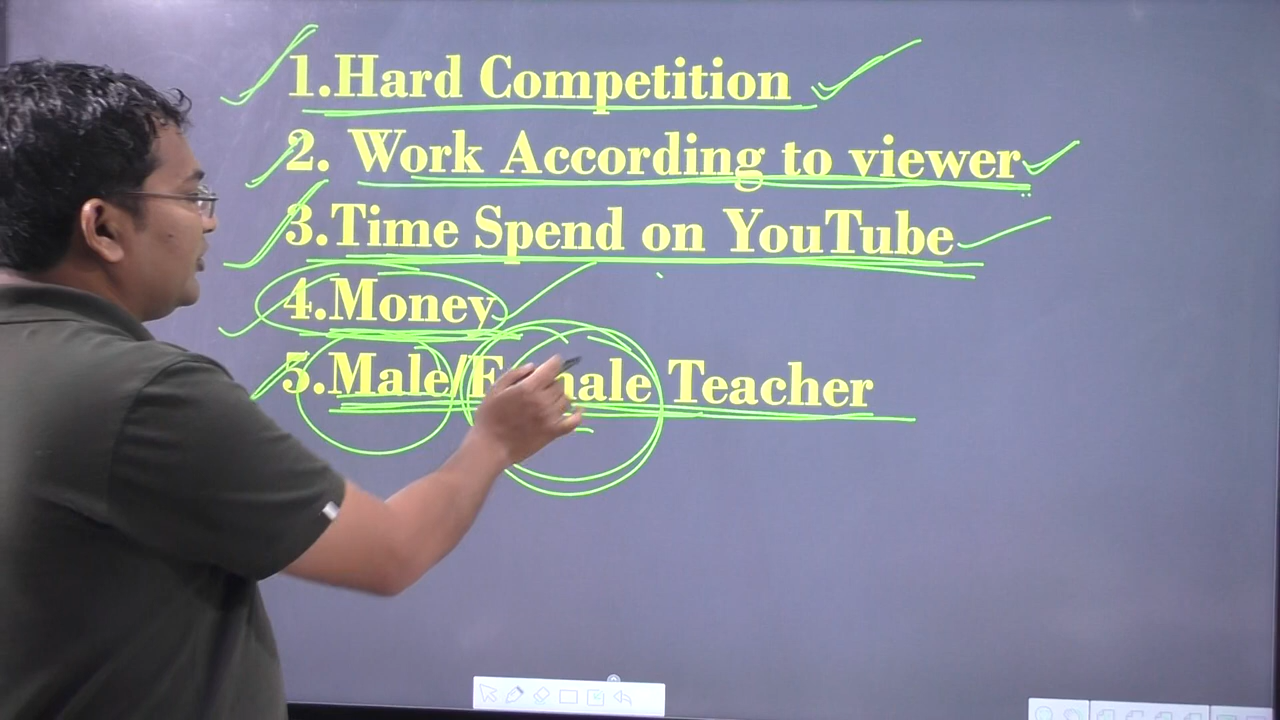 1.Hard Competition
2. Work According to viewer
3.Time Spend on YouTube
4.Money
5.Male/Female Teacher